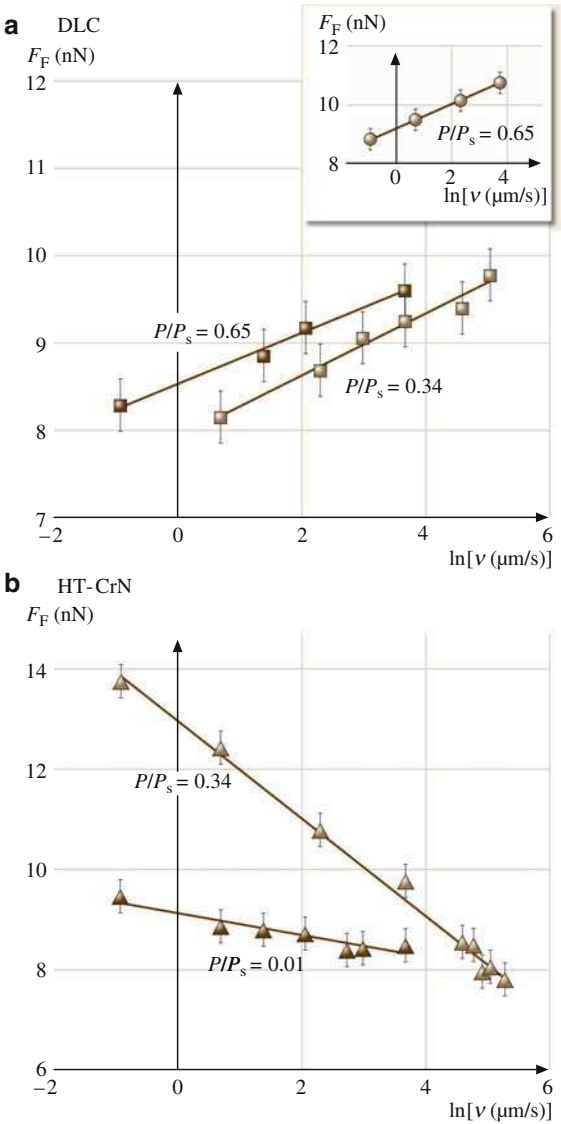 a DLC
F_F (nN)
12
11
10
9
8
7
P/P_s = 0.65
P/P_s = 0.34
−2 0 2 4 6
ln[ν (μm/s)]
F_F (nN)
12
10
8
P/P_s = 0.65
0 2 4
ln[ν (μm/s)]
b HT-CrN
F_F (nN)
14
12
10
8
6
P/P_s = 0.34
P/P_s = 0.01
−2 0 2 4 6
ln[ν (μm/s)]